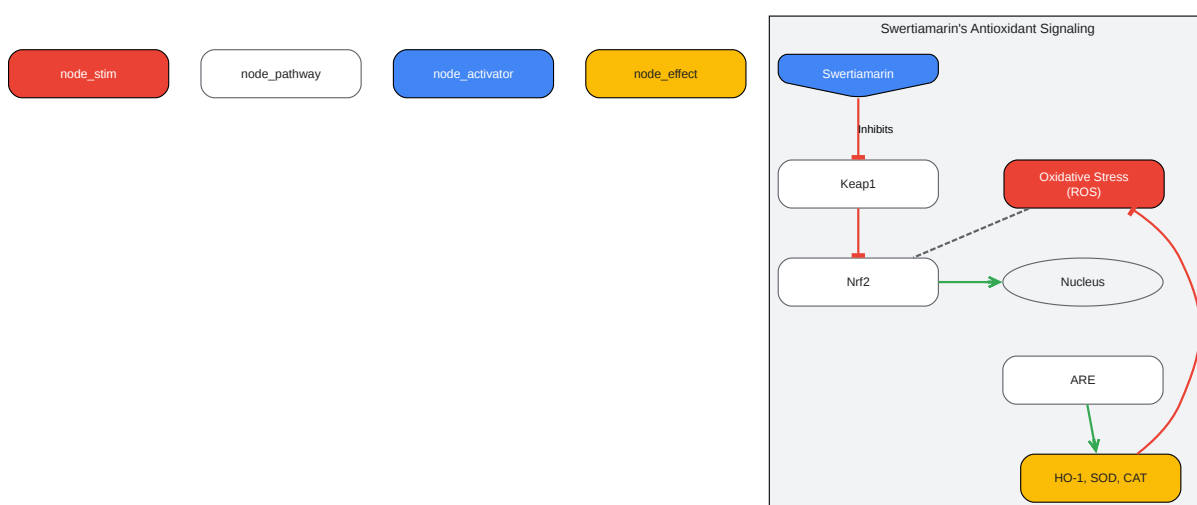 Swertiamarin's Antioxidant Signaling
node_stim
node_pathway
node_activator
node_effect
Swertiamarin
Inhibits
Keap1
Oxidative Stress
(ROS)
Nrf2
Nucleus
ARE
HO-1, SOD, CAT